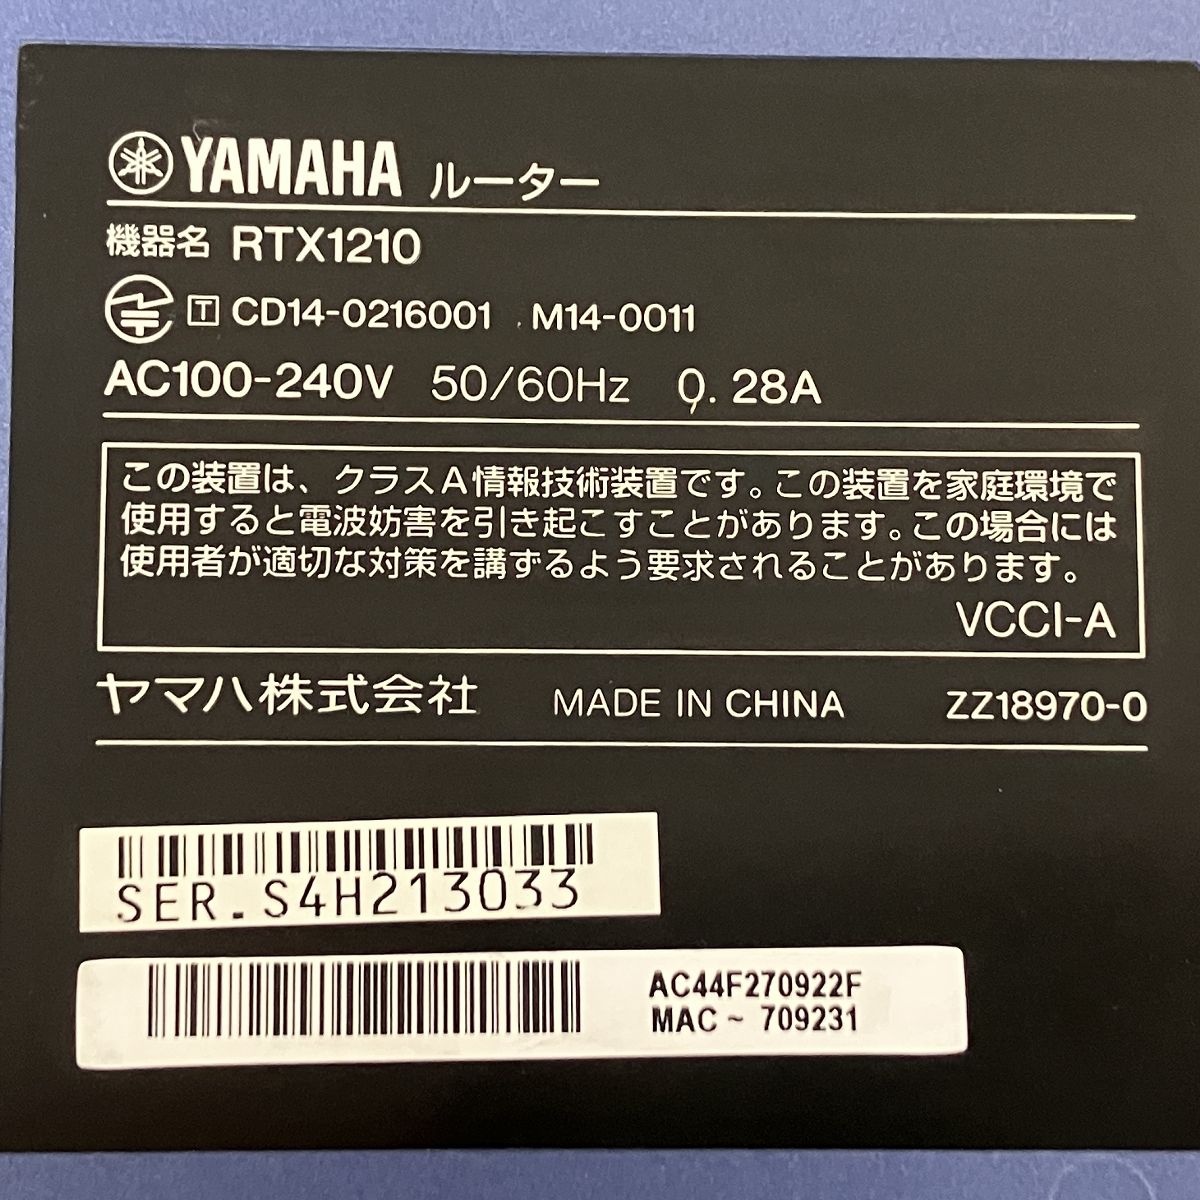 YAMAHA ルーター
機器名 RTX1210
T CD14-0216001 M14-0011
AC100-240V 50/60Hz 0.28A
この装置は、クラスA情報技術装置です。この装置を家庭環境で
使用すると電波妨害を引き起こすことがあります。この場合には
使用者が適切な対策を講ずるよう要求されることがあります。
VCCI-A
ヤマハ株式会社 MADE IN CHINA ZZ18970-0
SER. S4H213033
AC44F270922F
MAC ~ 709231